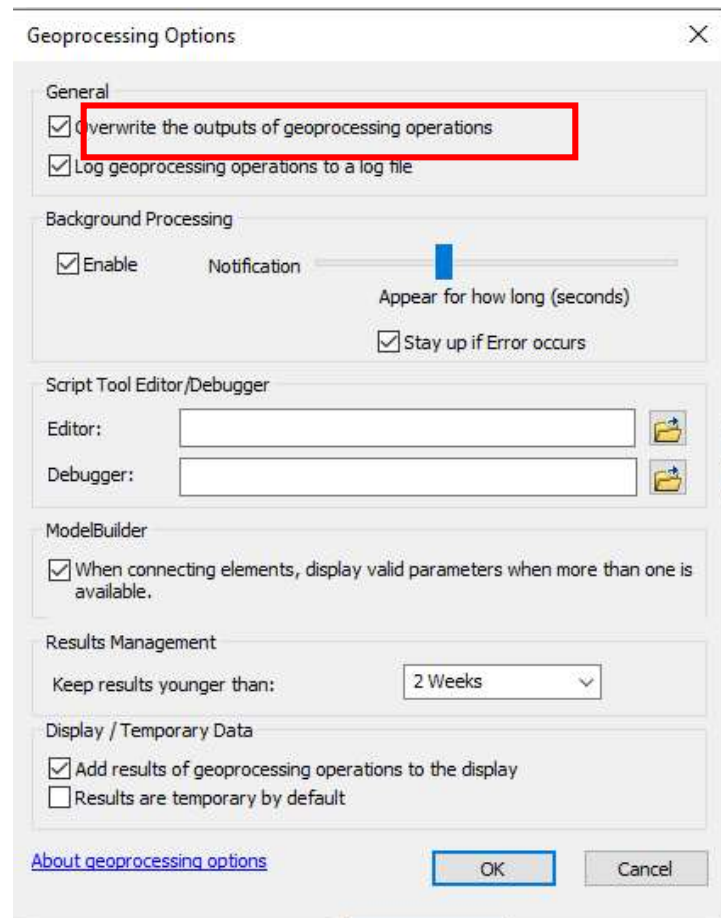 Geoprocessing Options
General
Overwrite the outputs of geoprocessing operations
Log geoprocessing operations to a log file
Background Processing
Enable
Notification
Appear for how long (seconds)
Stay up if Error occurs
Script Tool Editor/Debugger
Editor:
Debugger:
ModelBuilder
When connecting elements, display valid parameters when more than one is
available.
Results Management
Keep results younger than:
2 Weeks
Display / Temporary Data
Add results of geoprocessing operations to the display
Results are temporary by default
About geoprocessing options
OK
Cancel